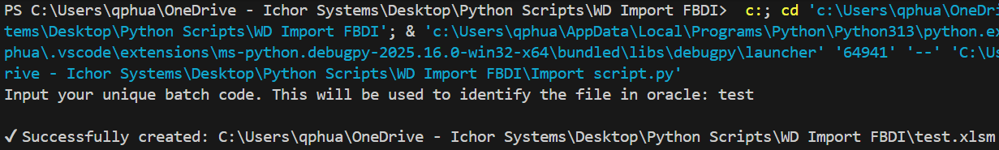 PS C:\Users\qphua\OneDrive - Ichor Systems\Desktop\Python Scripts\WD Import FBDI>  c:; cd 'c:\Users\qphua\OneDri
tems\Desktop\Python Scripts\WD Import FBDI'; & 'c:\Users\qphua\AppData\Local\Programs\Python\Python313\python.ex
phua\.vscode\extensions\ms-python.debugpy-2025.16.0-win32-x64\bundled\libs\debugpy\launcher' '64941' '--' 'C:\Us
rive - Ichor Systems\Desktop\Python Scripts\WD Import FBDI\Import script.py'
Input your unique batch code. This will be used to identify the file in oracle: test
✓ Successfully created: C:\Users\qphua\OneDrive - Ichor Systems\Desktop\Python Scripts\WD Import FBDI\test.xlsm